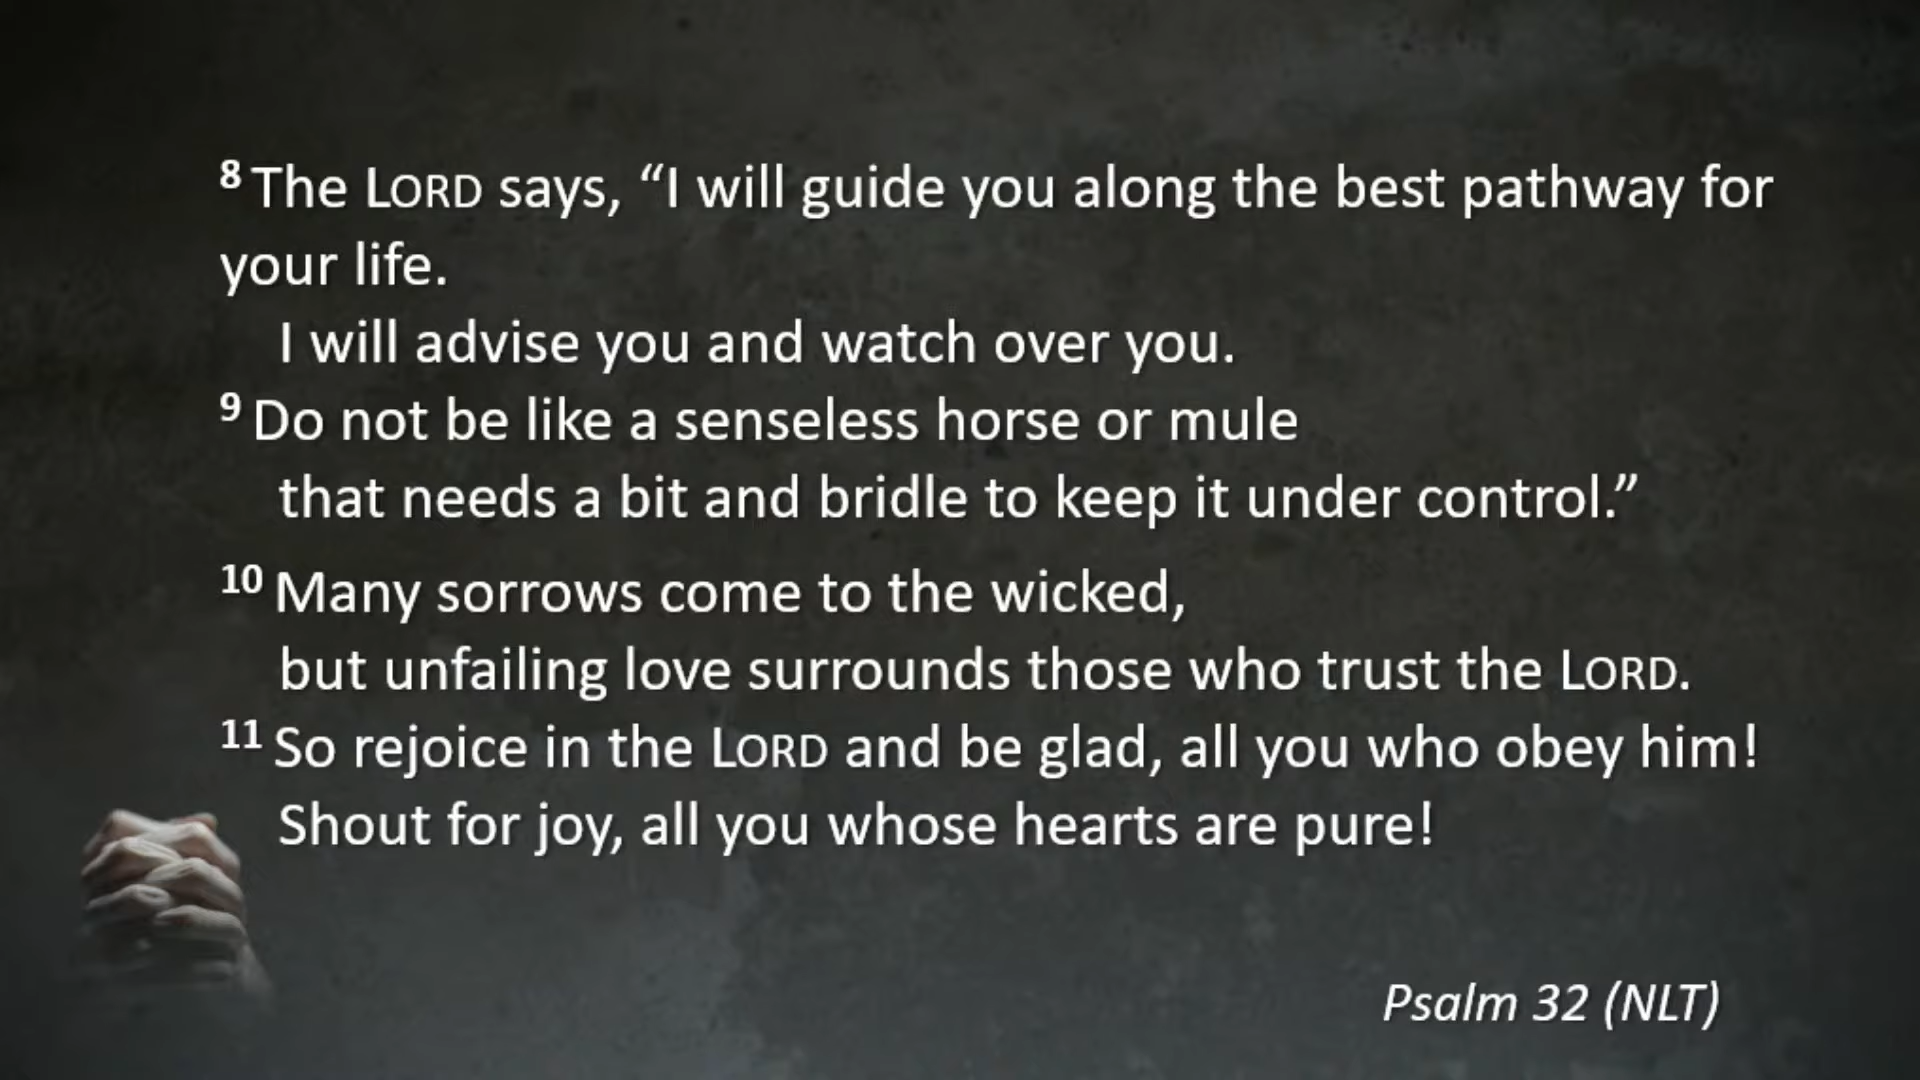 8 The LORD says, “I will guide you along the best pathway for
your life.
I will advise you and watch over you.
9 Do not be like a senseless horse or mule
that needs a bit and bridle to keep it under control.”
10 Many sorrows come to the wicked,
but unfailing love surrounds those who trust the LORD.
11 So rejoice in the LORD and be glad, all you who obey him!
Shout for joy, all you whose hearts are pure!
Psalm 32 (NLT)